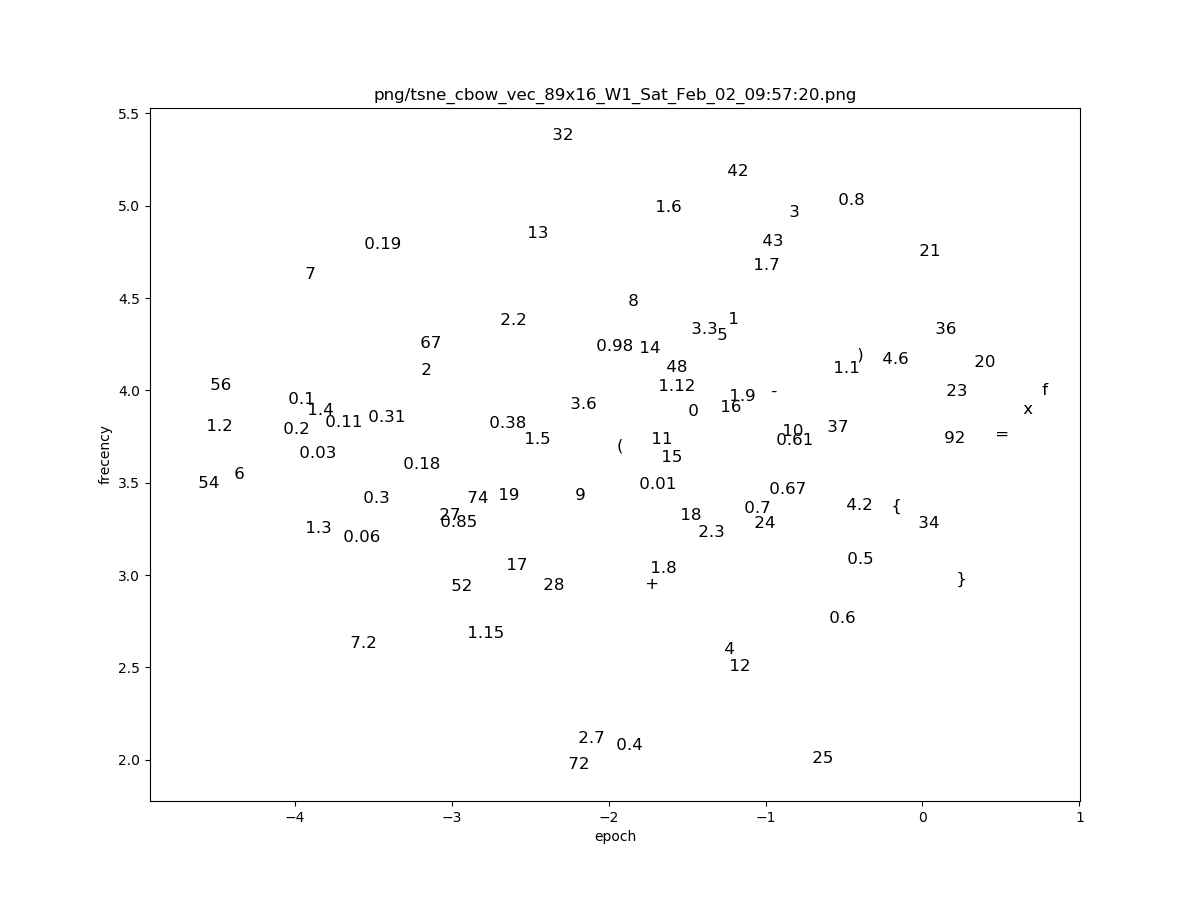 png/tsne_cbow_vec_89x16_W1_Sat_Feb_02_09:57:20.png
5.5
32
42
5.0 1.6 3 0.8
13 43
0.19 21
7 1.7
4.5 8
2.2 1
67 0.98 14 3.3 5 36
2 48 1.1 ) 4.6 20
56 1.12
4.0 0.1 3.6 1.9 - 23 f
1.4 0 16 x
1.2 0.2 0.11 0.31 0.38 10 37
0.03 1.5 ( 11 0.61 92 =
0.18 15
3.5 54 6 0.3 74 19 9 0.01 0.67
27 18 0.7 4.2 {
1.3 0.85 24 34
0.06 2.3
3.0 17 1.8 0.5
52 28 + }
7.2 1.15 0.6
2.5 4
12
2.7 0.4
2.0 72 25
frecency
−4 −3 −2 −1 0 1
epoch